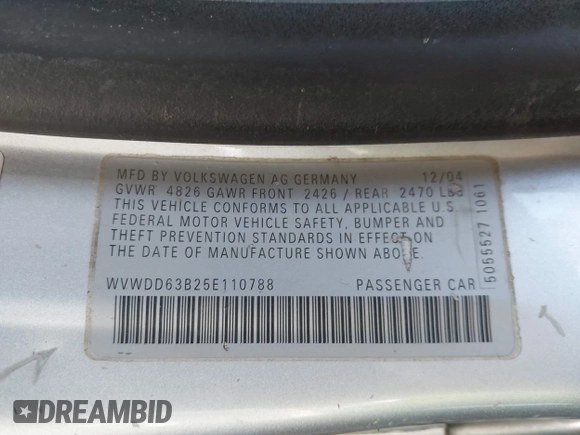 MFD BY VOLKSWAGEN AG GERMANY 12/04
GVWR 4826 GAWR FRONT 2426 / REAR 2470 LBS
THIS VEHICLE CONFORMS TO ALL APPLICABLE U.S
FEDERAL MOTOR VEHICLE SAFETY, BUMPER AND
THEFT PREVENTION STANDARDS IN EFFECT ON
THE DATE OF MANUFACTURE SHOWN ABOVE.
WVWDD63B25E110788 PASSENGER CAR
5055527 1061
DREAMBID